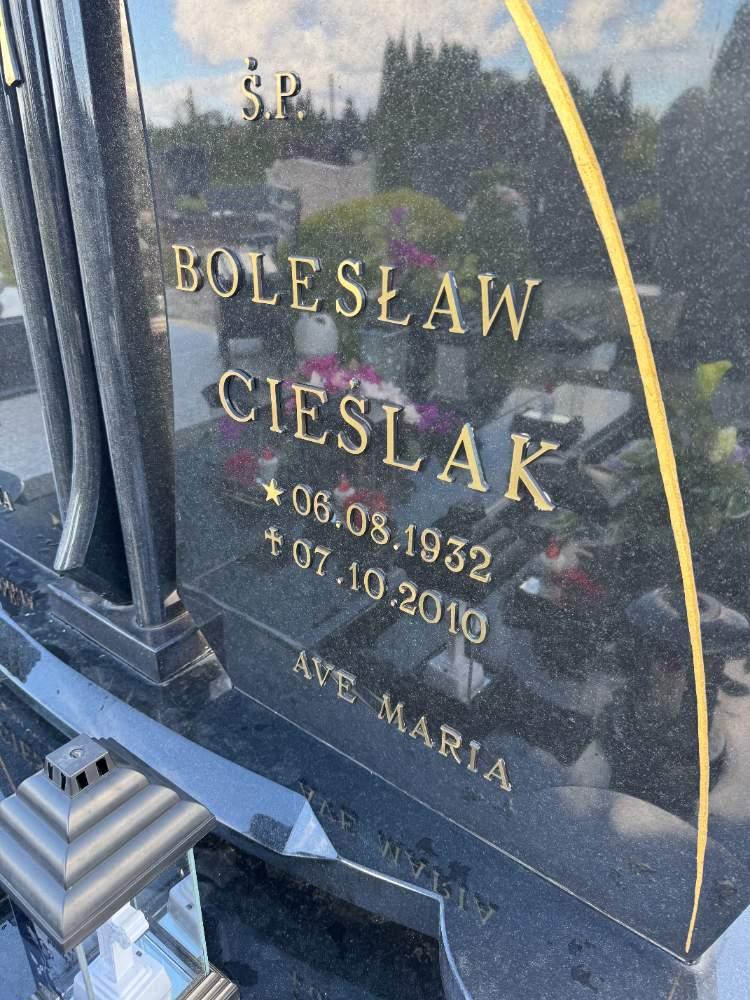 Ś.P.
BOLESŁAW
CIEŚLAK
★ 06.08.1932
✝ 07.10.2010
AVE MARIA